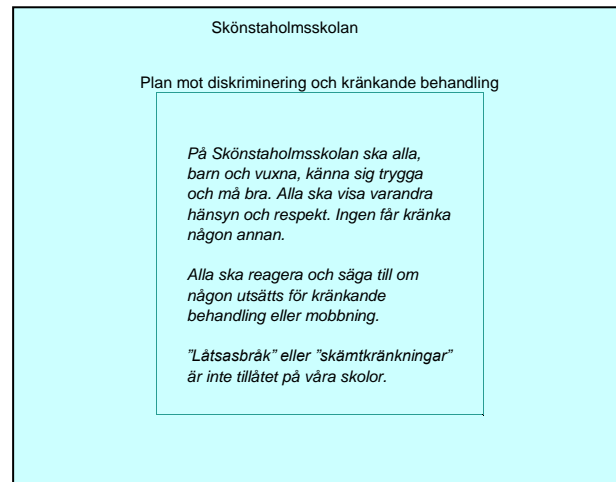 Skönstaholmsskolan
Plan mot diskriminering och kränkande behandling
På Skönstaholmsskolan ska alla,
barn och vuxna, känna sig trygga
och må bra. Alla ska visa varandra
hänsyn och respekt. Ingen får kränka
någon annan.
Alla ska reagera och säga till om
någon utsätts för kränkande
behandling eller mobbning.
”Låtsasbråk” eller ”skämtkränkningar”
är inte tillåtet på våra skolor.